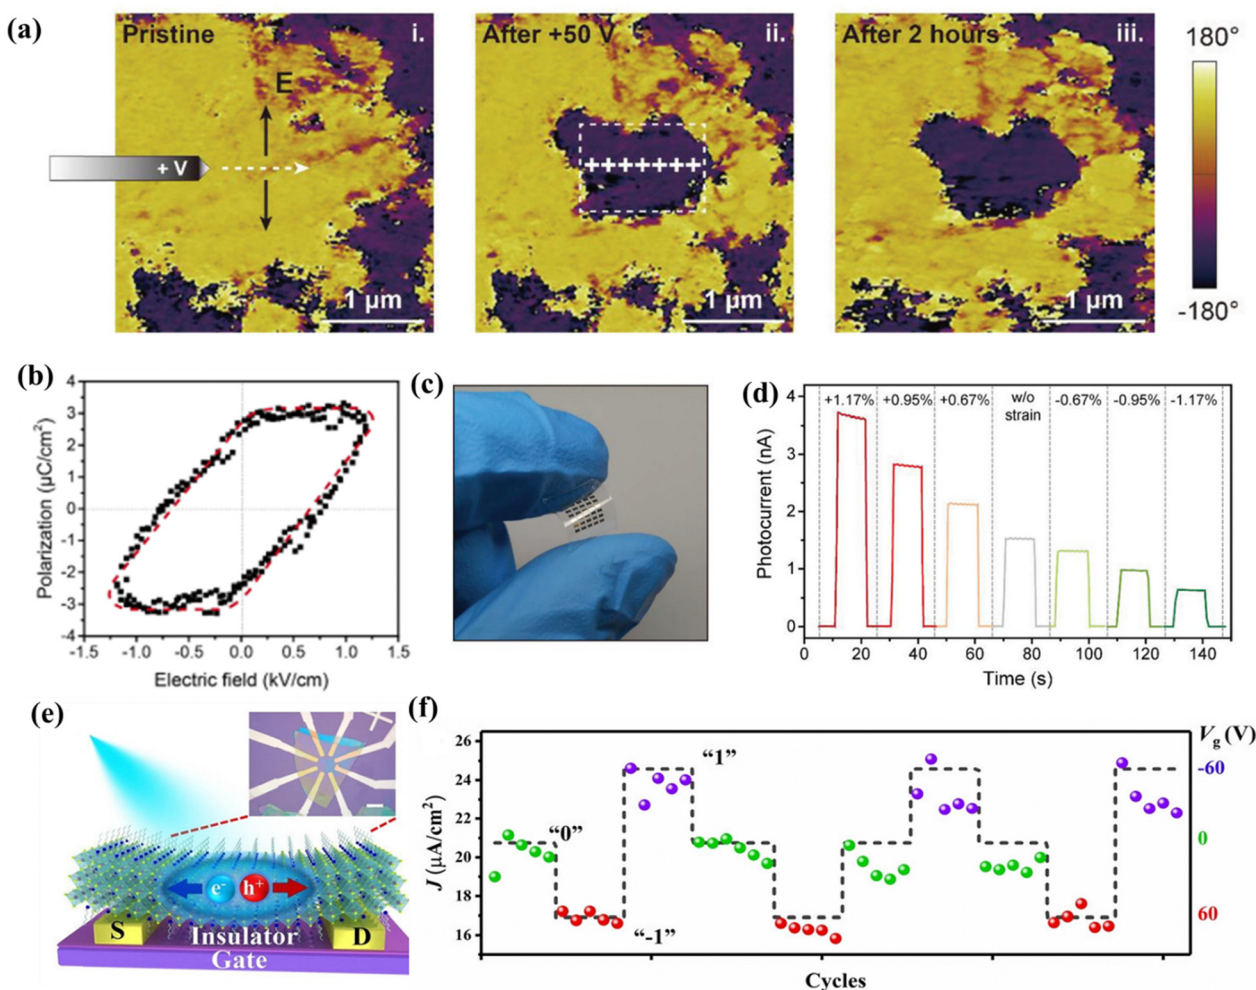 (a)
Pristine
i.
E
+ V
1 µm
After +50 V
ii.
+++++++
1 µm
After 2 hours
iii.
1 µm
180°
-180°
(b)
Polarization (µC/cm²)
4
3
2
1
0
-1
-2
-3
-4
-1.5 -1.0 -0.5 0.0 0.5 1.0 1.5
Electric field (kV/cm)
(c)
(d)
Photocurrent (nA)
4
3
2
1
0
+1.17% +0.95% +0.67% w/o strain -0.67% -0.95% -1.17%
0 20 40 60 80 100 120 140
Time (s)
(e)
e⁻ h⁺
S
D
Insulator
Gate
(f)
J (µA/cm²)
26
24
22
20
18
16
“0”
“1”
“-1”
Vg (V)
-60
0
60
Cycles